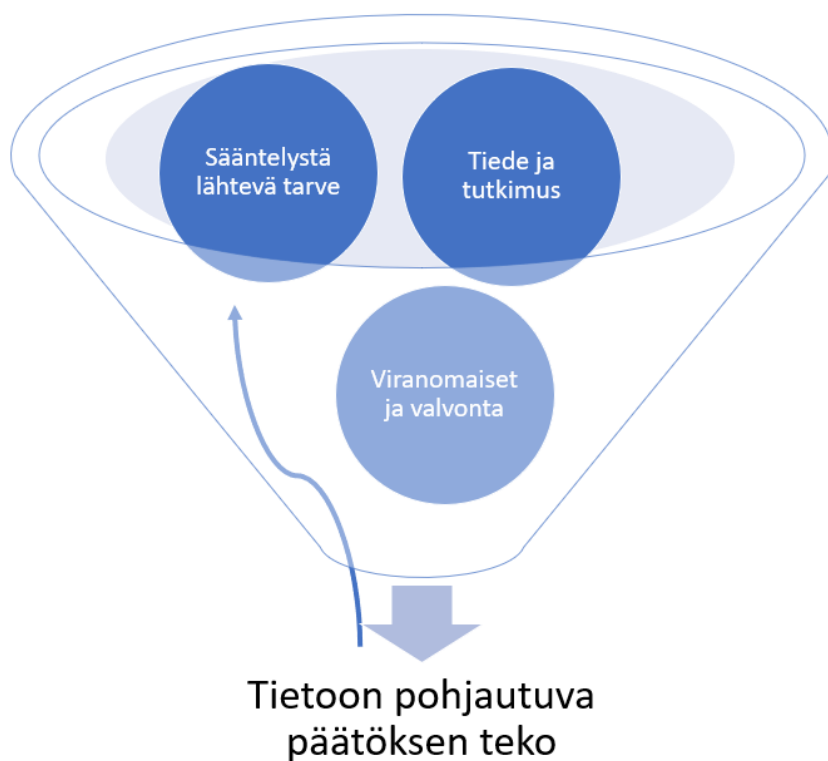 Sääntelystä
lähtevä tarve
Tiede ja
tutkimus
Viranomaiset
ja valvonta
Tietoon pohjautuva
päätöksen teko